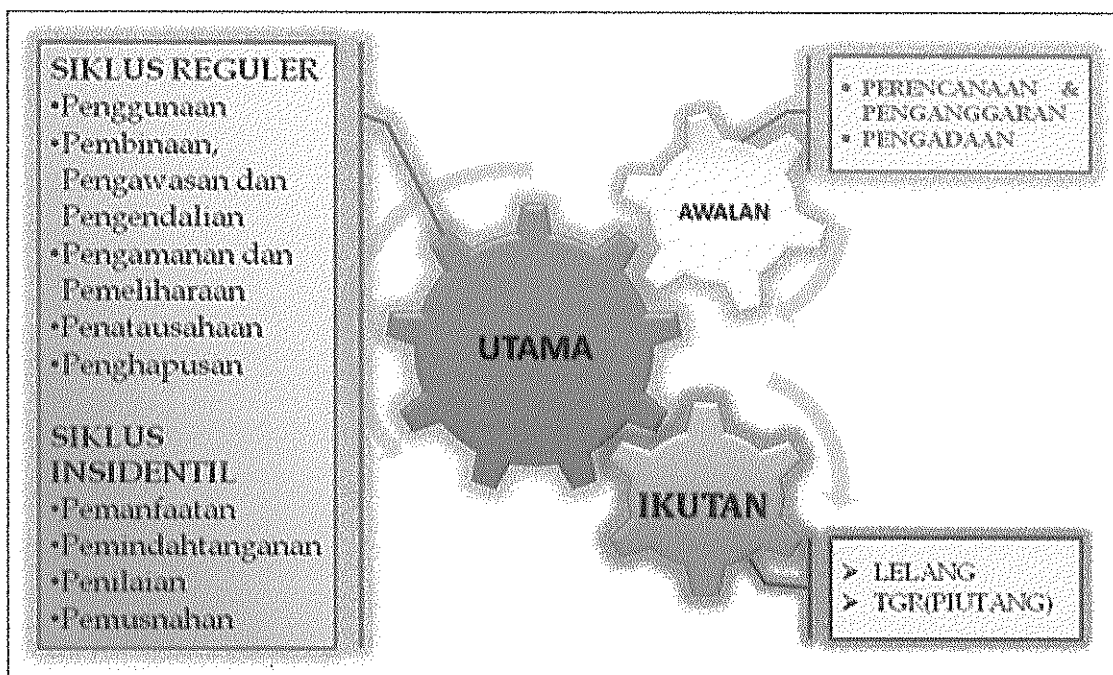 SIKLUS REGULER
•Penggunaan
•Pembinaan,
Pengawasan dan
Pengendalian
•Pengamanan dan
Pemeliharaan
•Penatausahaan
•Penghapusan
SIKLUS
INSIDENTIL
•Pemanfaatan
•Pemindahtanganan
•Penilaian
•Pemusnahan
UTAMA
AWALAN
• PERENCANAAN &
PENGANGGARAN
• PENGADAAN
IKUTAN
➢ LELANG
➢ TGR(PIUTANG)